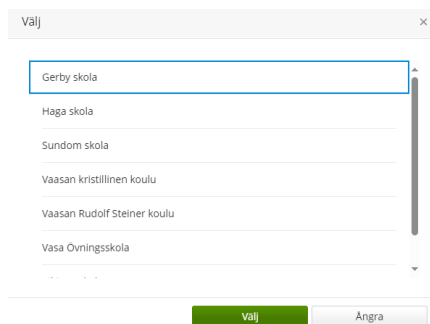 Välj
×
Gerby skola
Haga skola
Sundom skola
Vaasan kristillinen koulu
Vaasan Rudolf Steiner koulu
Vasa Övningsskola
Välj
Ångra